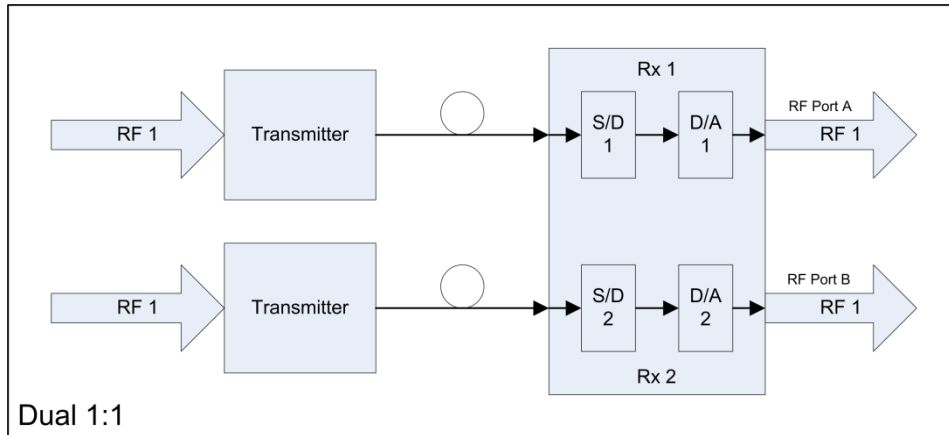 Rx 1
RF Port A
RF 1
Transmitter
S/D
1
D/A
1
RF 1
RF Port B
RF 1
Transmitter
S/D
2
D/A
2
RF 1
Rx 2
Dual 1:1